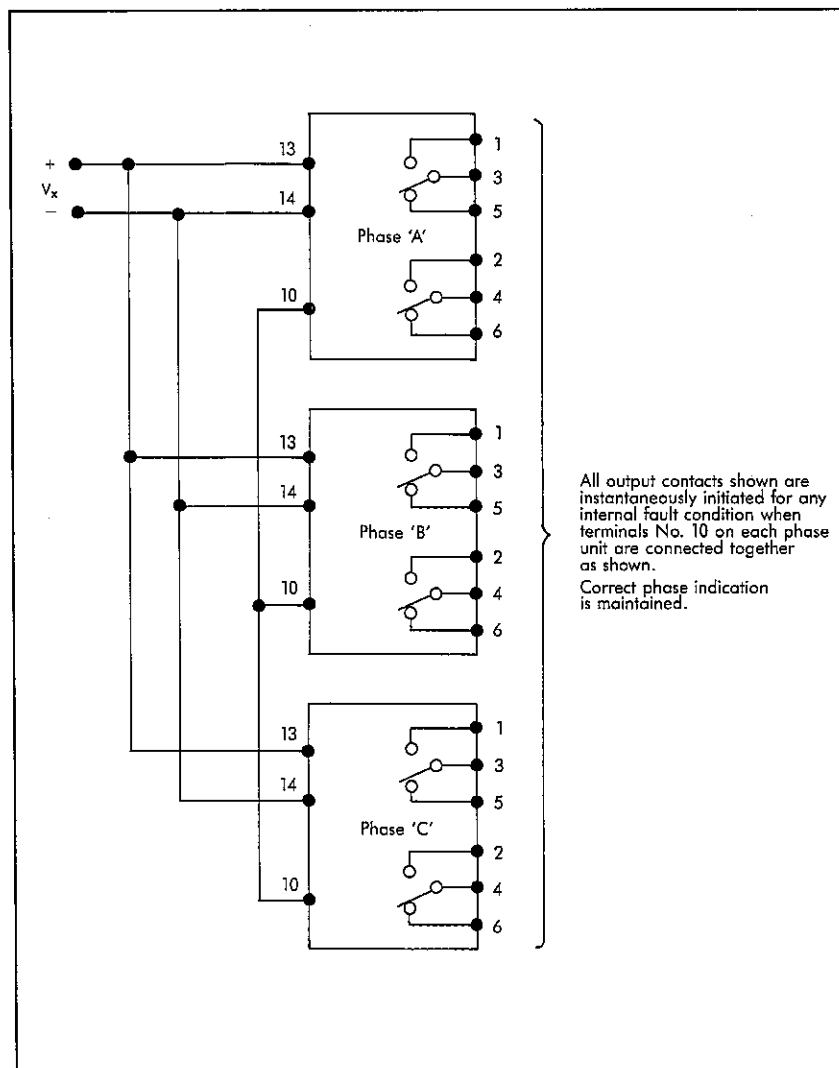 13
1
+
3
Vx
14
5
−
Phase 'A'
2
10
4
6
13
1
3
14
5
Phase 'B'
2
10
4
6
All output contacts shown are
instantaneously initiated for any
internal fault condition when
terminals No. 10 on each phase
unit are connected together
as shown.
Correct phase indication
is maintained.
13
1
3
14
5
Phase 'C'
2
10
4
6